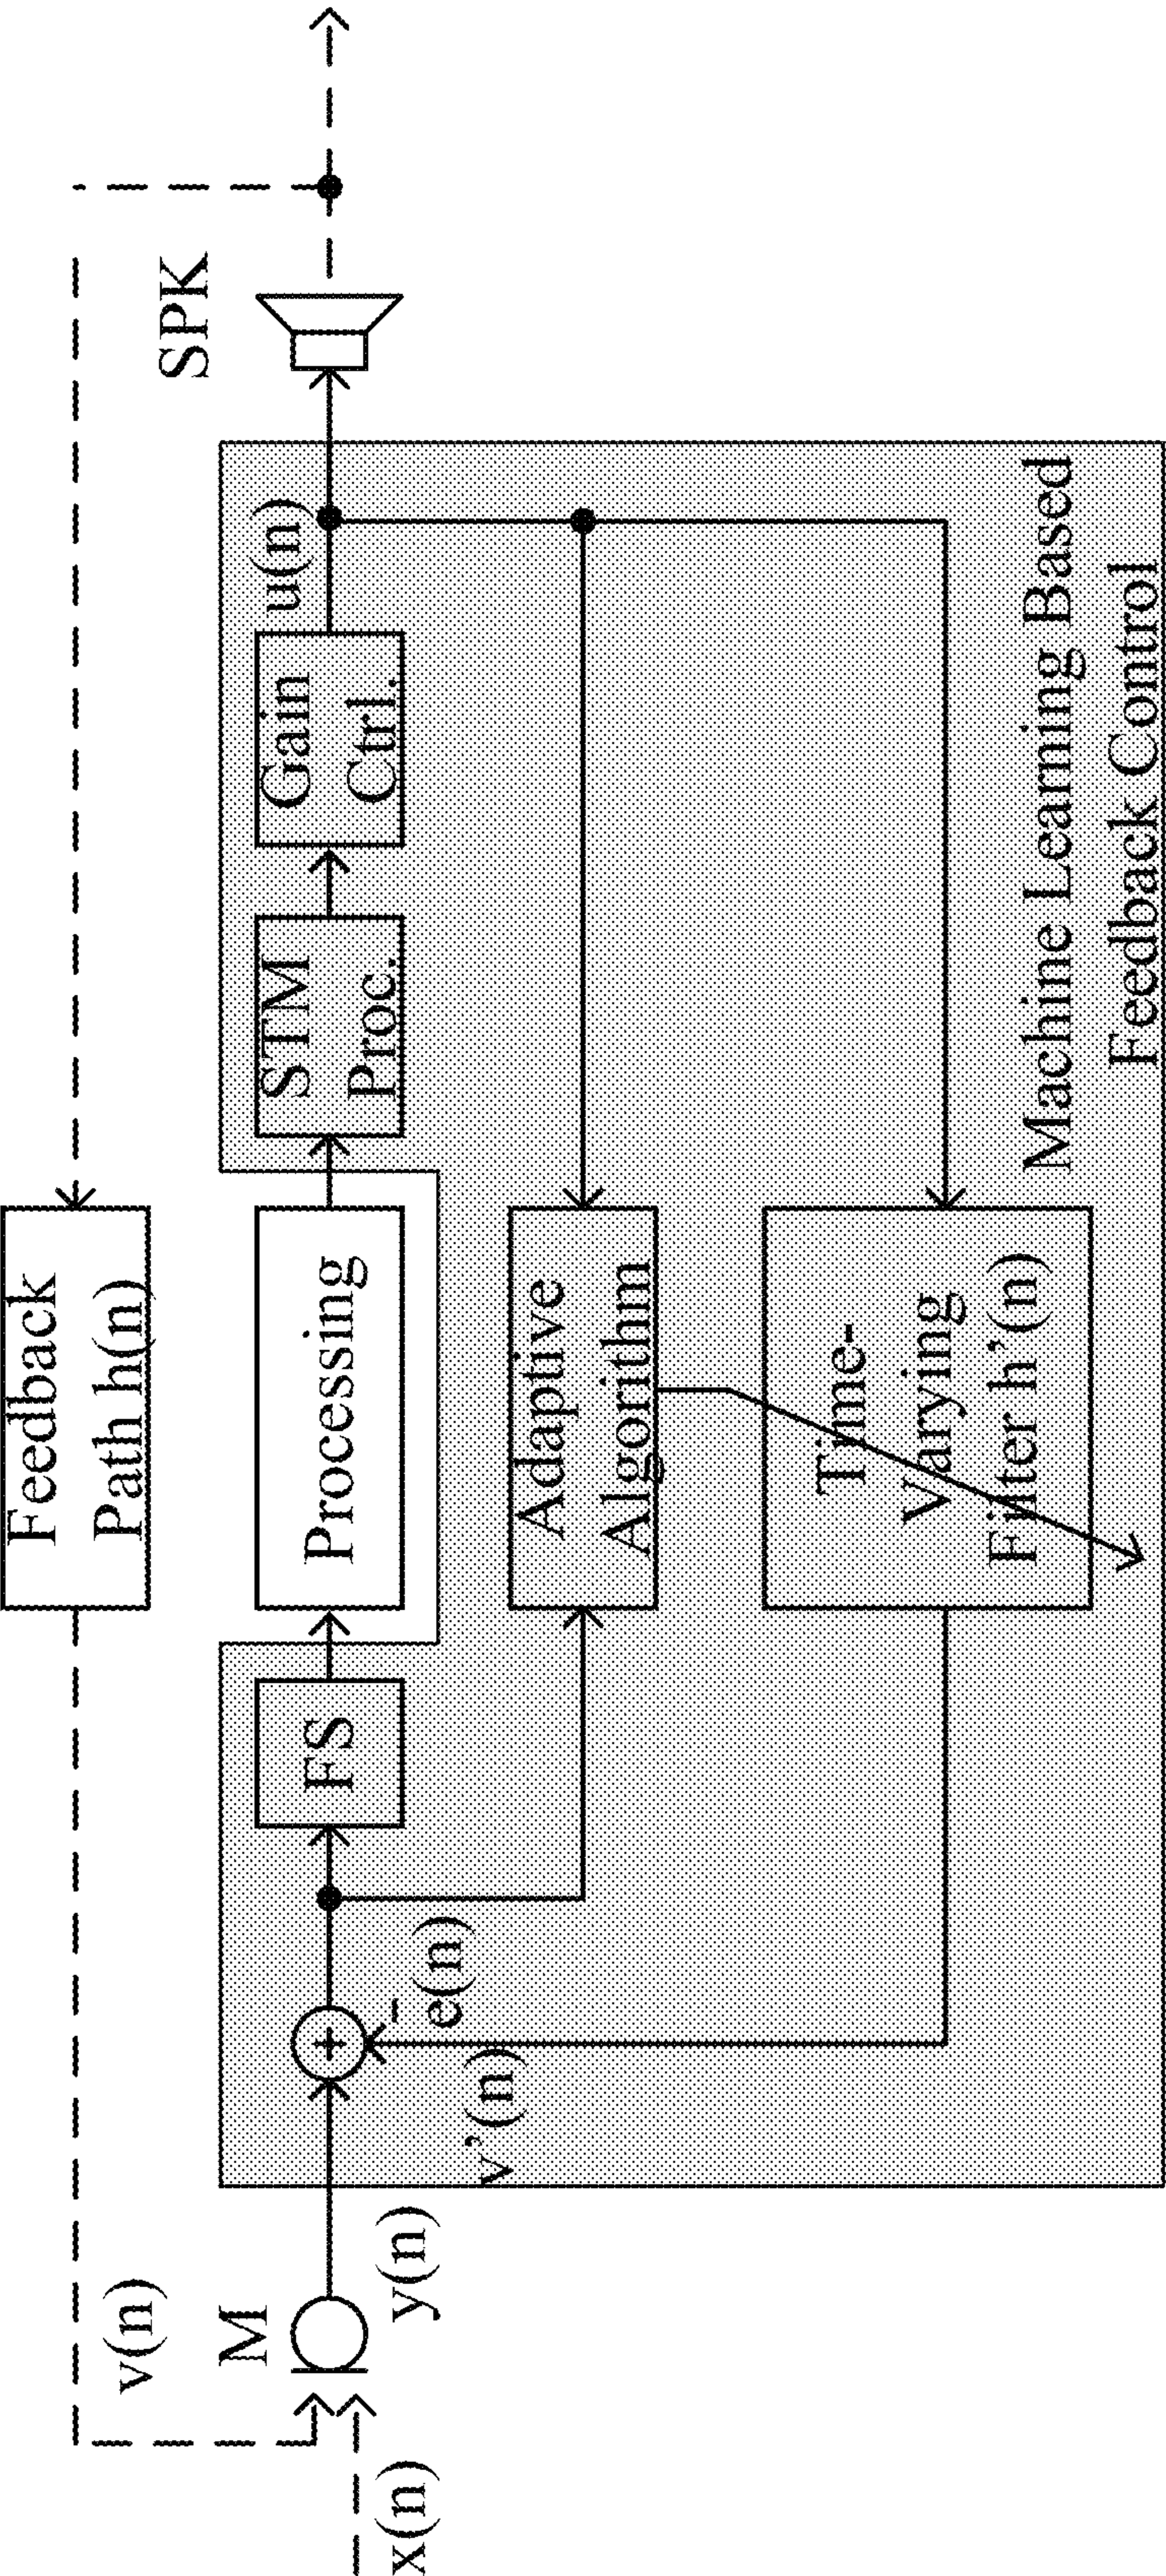 Feedback
Path h(n)
v(n)
SPK
M
FS
Processing
STM
Proc.
Gain
Ctrl.
u(n)
+
-
x(n)
y(n)
e(n)
v’(n)
Adaptive
Algorithm
Time-
Varying
Filter h’(n)
Machine Learning Based
Feedback Control